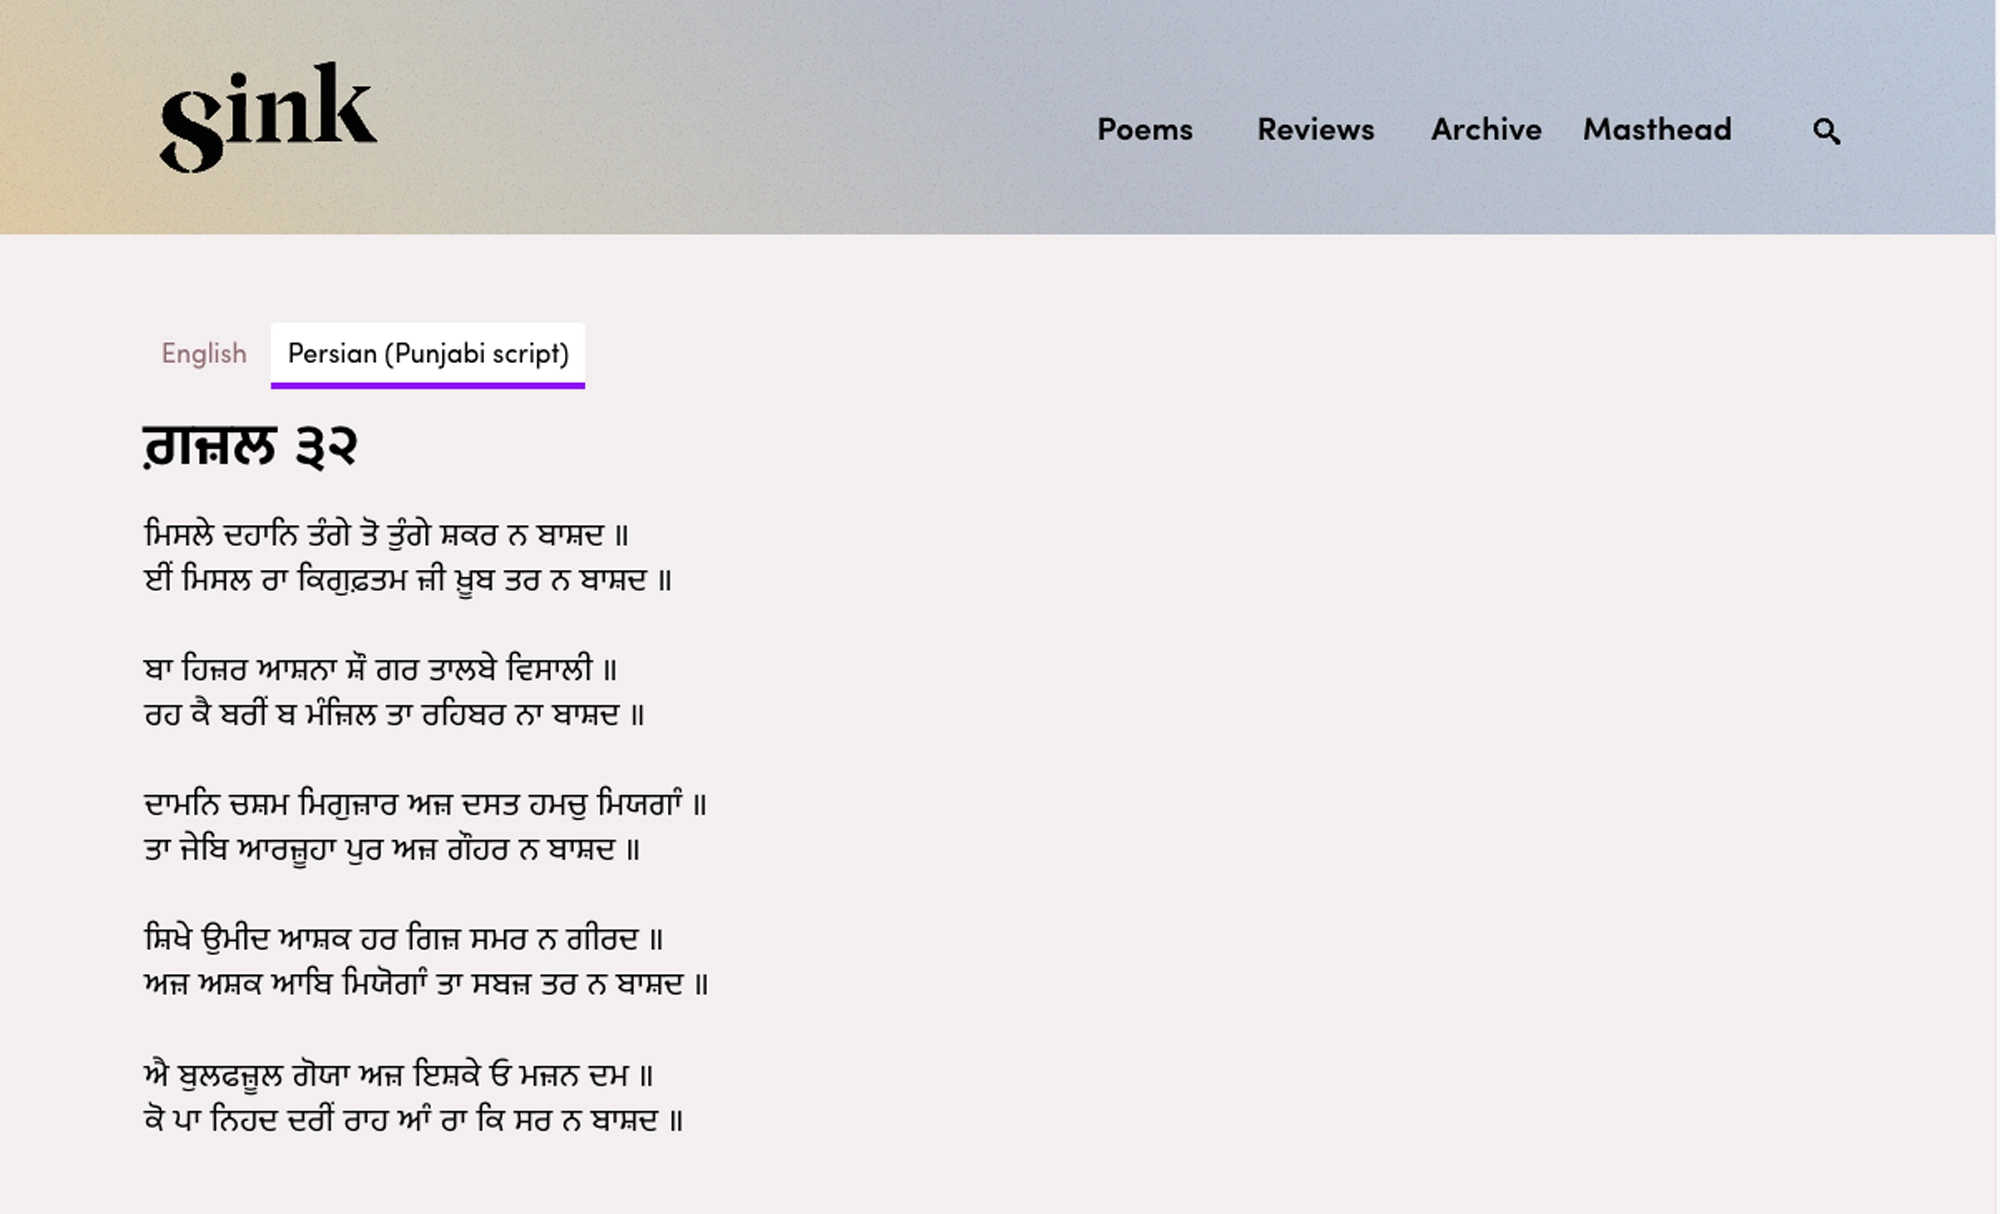 Sink
Poems Reviews Archive Masthead
English Persian (Punjabi script)
ਗ਼ਜ਼ਲ ੩੨
ਮਿਸਲੇ ਦਹਾਨਿ ਤੰਗੇ ਤੋ ਤੁੰਗੇ ਸ਼ਕਰ ਨ ਬਾਸ਼ਦ ॥
ਈਂ ਮਿਸਲ ਰਾ ਕਿਗੁਫ਼ਤਮ ਜ਼ੀ ਖ਼ੂਬ ਤਰ ਨ ਬਾਸ਼ਦ ॥
ਬਾ ਹਿਜ਼ਰ ਆਸ਼ਨਾ ਸ਼ੌ ਗਰ ਤਾਲਬੇ ਵਿਸਾਲੀ ॥
ਰਹ ਕੈ ਬਰੀਂ ਬ ਮੰਜ਼ਿਲ ਤਾ ਰਹਿਬਰ ਨਾ ਬਾਸ਼ਦ ॥
ਦਾਮਨਿ ਚਸ਼ਮ ਮਿਗੁਜ਼ਾਰ ਅਜ਼ ਦਸਤ ਹਮਚੁ ਮਿਯਗਾਂ ॥
ਤਾ ਜੇਬਿ ਆਰਜ਼ੂਹਾ ਪੁਰ ਅਜ਼ ਗੌਹਰ ਨ ਬਾਸ਼ਦ ॥
ਸ਼ਿਖੇ ਉਮੀਦ ਆਸ਼ਕ ਹਰ ਗਿਜ਼ ਸਮਰ ਨ ਗੀਰਦ ॥
ਅਜ਼ ਅਸ਼ਕ ਆਬਿ ਮਿਯੋਗਾਂ ਤਾ ਸਬਜ਼ ਤਰ ਨ ਬਾਸ਼ਦ ॥
ਐ ਬੁਲਫਜ਼ੂਲ ਗੋਯਾ ਅਜ਼ ਇਸ਼ਕੇ ਓ ਮਜ਼ਨ ਦਮ ॥
ਕੋ ਪਾ ਨਿਹਦ ਦਰੀਂ ਰਾਹ ਆਂ ਰਾ ਕਿ ਸਰ ਨ ਬਾਸ਼ਦ ॥